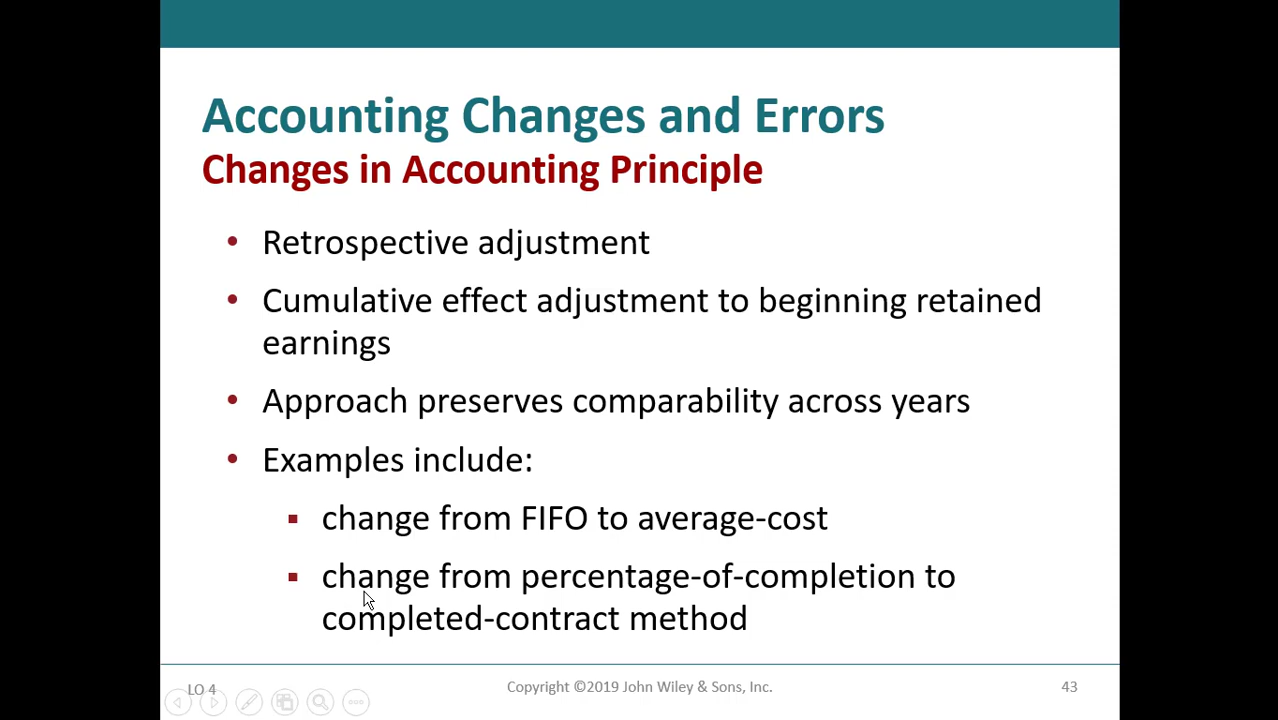 Accounting Changes and Errors
Changes in Accounting Principle
• Retrospective adjustment
• Cumulative effect adjustment to beginning retained
earnings
• Approach preserves comparability across years
• Examples include:
▪ change from FIFO to average-cost
▪ change from percentage-of-completion to
completed-contract method
LO 4
Copyright ©2019 John Wiley & Sons, Inc.
43